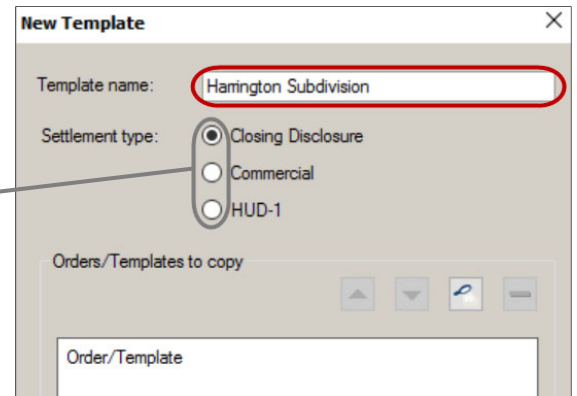 New Template
Template name: Harrington Subdivision
Settlement type: Closing Disclosure
Commercial
HUD-1
Orders/Templates to copy
Order/Template